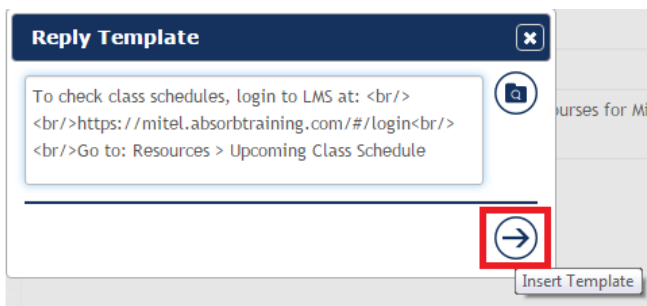 Reply Template
To check class schedules, login to LMS at: <br/>
<br/>https://mitel.absorbtraining.com/#/login<br/>
<br/>Go to: Resources > Upcoming Class Schedule
urses for Mi
Insert Template